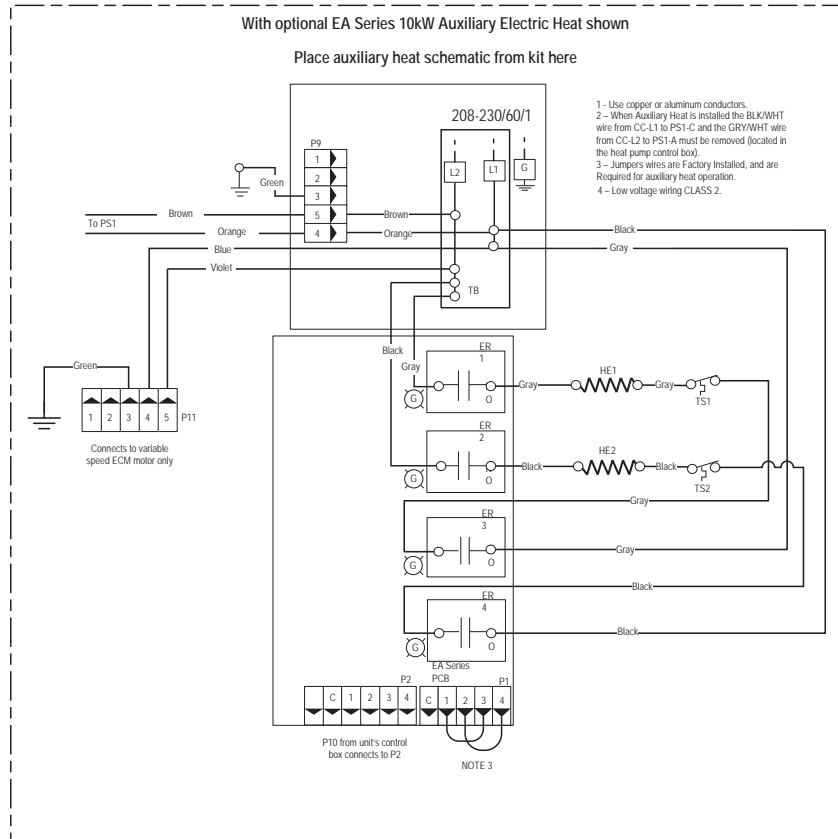 With optional EA Series 10kW Auxiliary Electric Heat shown
Place auxiliary heat schematic from kit here
208-230/60/1
1 - Use copper or aluminum conductors.
2 – When Auxiliary Heat is installed the BLK/WHT
wire from CC-L1 to PS1-C and the GRY/WHT wire
from CC-L2 to PS1-A must be removed (located in
the heat pump control box).
3 – Jumpers wires are Factory Installed, and are
Required for auxiliary heat operation.
4 – Low voltage wiring CLASS 2.
P9
1
2
3
5
4
L2
L1
G
Green
To PS1
Brown
Brown
Orange
Orange
Black
Blue
Gray
Violet
TB
Black
Gray
Green
1 2 3 4 5 P11
Connects to variable
speed ECM motor only
ER
1
G
O
Gray
HE1
Gray
TS1
ER
2
G
O
Black
HE2
Black
TS2
Gray
ER
3
G
O
Gray
Black
ER
4
G
O
Black
EA Series
PCB
P2
P1
C 1 2 3 4
C 1 2 3 4
P10 from unit's control
box connects to P2
NOTE 3